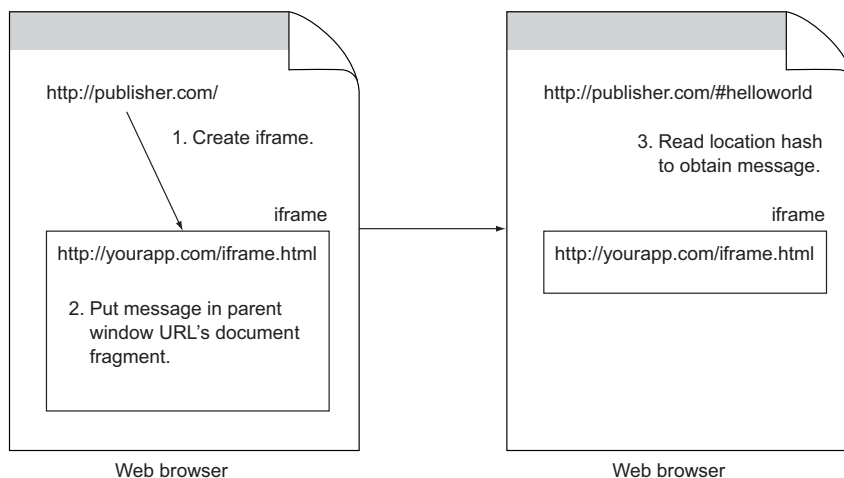 http://publisher.com/
1. Create iframe.
iframe
http://yourapp.com/iframe.html
2. Put message in parent
window URL's document
fragment.
Web browser
http://publisher.com/#helloworld
3. Read location hash
to obtain message.
iframe
http://yourapp.com/iframe.html
Web browser